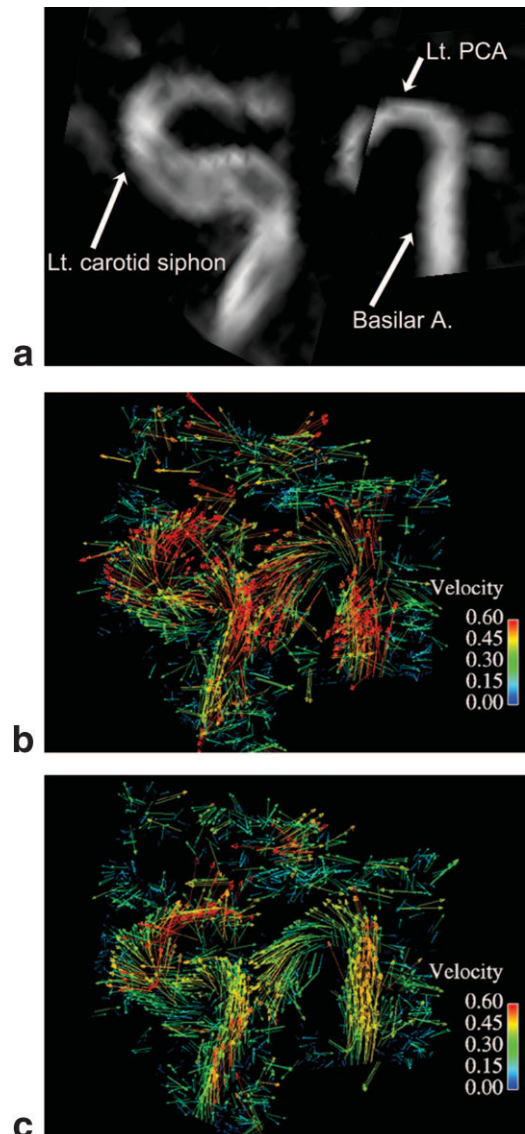 Lt. PCA
Lt. carotid siphon
Basilar A.
a
Velocity
0.60
0.45
0.30
0.15
0.00
b
Velocity
0.60
0.45
0.30
0.15
0.00
c